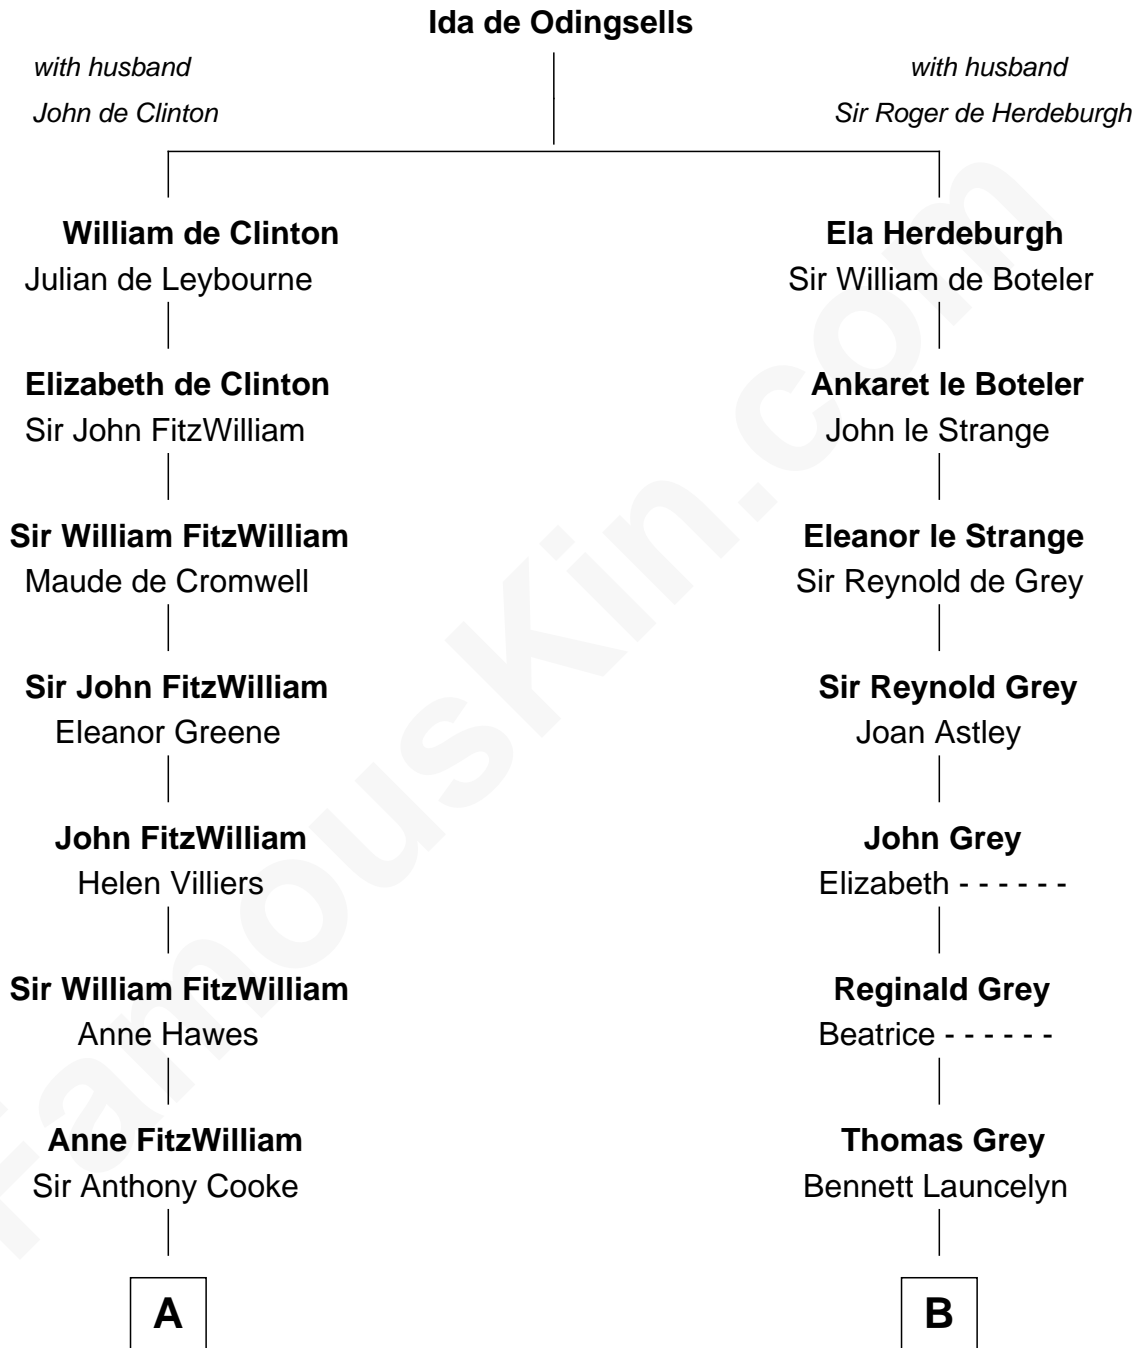 Ida de Odingsells
with husband
John de Clinton
with husband
Sir Roger de Herdeburgh
William de Clinton
Julian de Leybourne
Ela Herdeburgh
Sir William de Boteler
Elizabeth de Clinton
Sir John FitzWilliam
Ankaret le Boteler
John le Strange
Sir William FitzWilliam
Maude de Cromwell
Eleanor le Strange
Sir Reynold de Grey
Sir John FitzWilliam
Eleanor Greene
Sir Reynold Grey
Joan Astley
John FitzWilliam
Helen Villiers
John Grey
Elizabeth - - - - - -
Sir William FitzWilliam
Anne Hawes
Reginald Grey
Beatrice - - - - - -
Anne FitzWilliam
Sir Anthony Cooke
Thomas Grey
Bennett Launcelyn
A
B
FamousKin.com